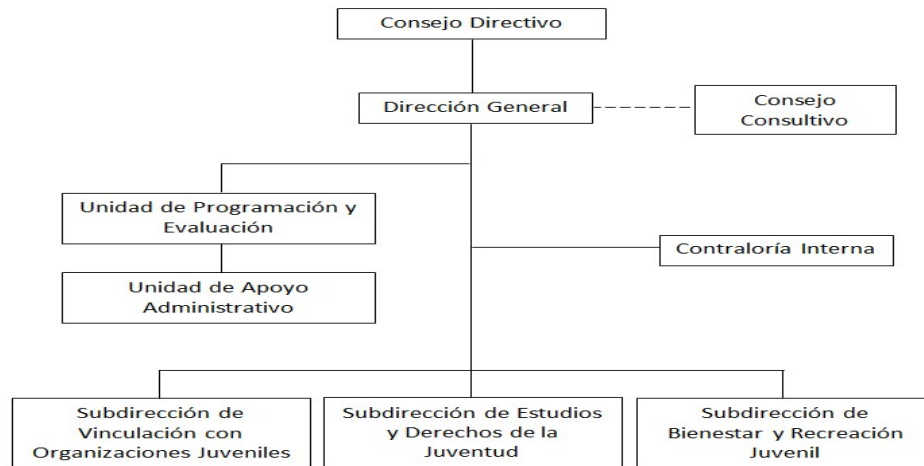 Consejo Directivo
Dirección General
Consejo
Consultivo
Unidad de Programación y
Evaluación
Contraloría Interna
Unidad de Apoyo
Administrativo
Subdirección de
Vinculación con
Organizaciones Juveniles
Subdirección de Estudios
y Derechos de la
Juventud
Subdirección de
Bienestar y Recreación
Juvenil